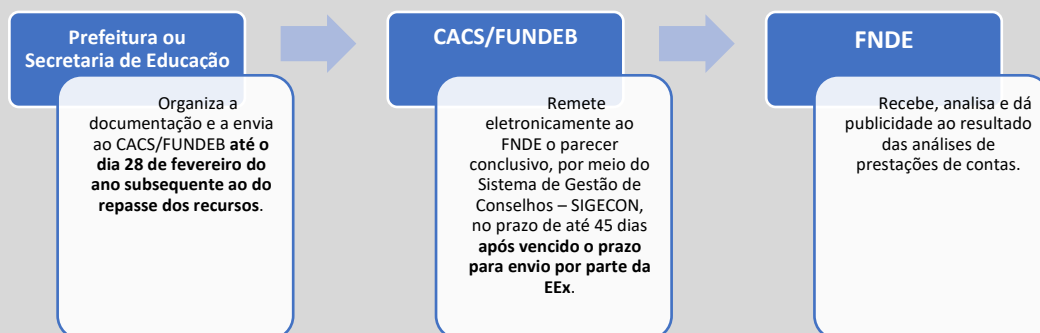 Prefeitura ou
Secretaria de Educação
Organiza a
documentação e a envia
ao CACS/FUNDEB até o
dia 28 de fevereiro do
ano subsequente ao do
repasse dos recursos.
CACS/FUNDEB
Remete
eletronicamente ao
FNDE o parecer
conclusivo, por meio do
Sistema de Gestão de
Conselhos – SIGECON,
no prazo de até 45 dias
após vencido o prazo
para envio por parte da
EEx.
FNDE
Recebe, analisa e dá
publicidade ao resultado
das análises de
prestações de contas.